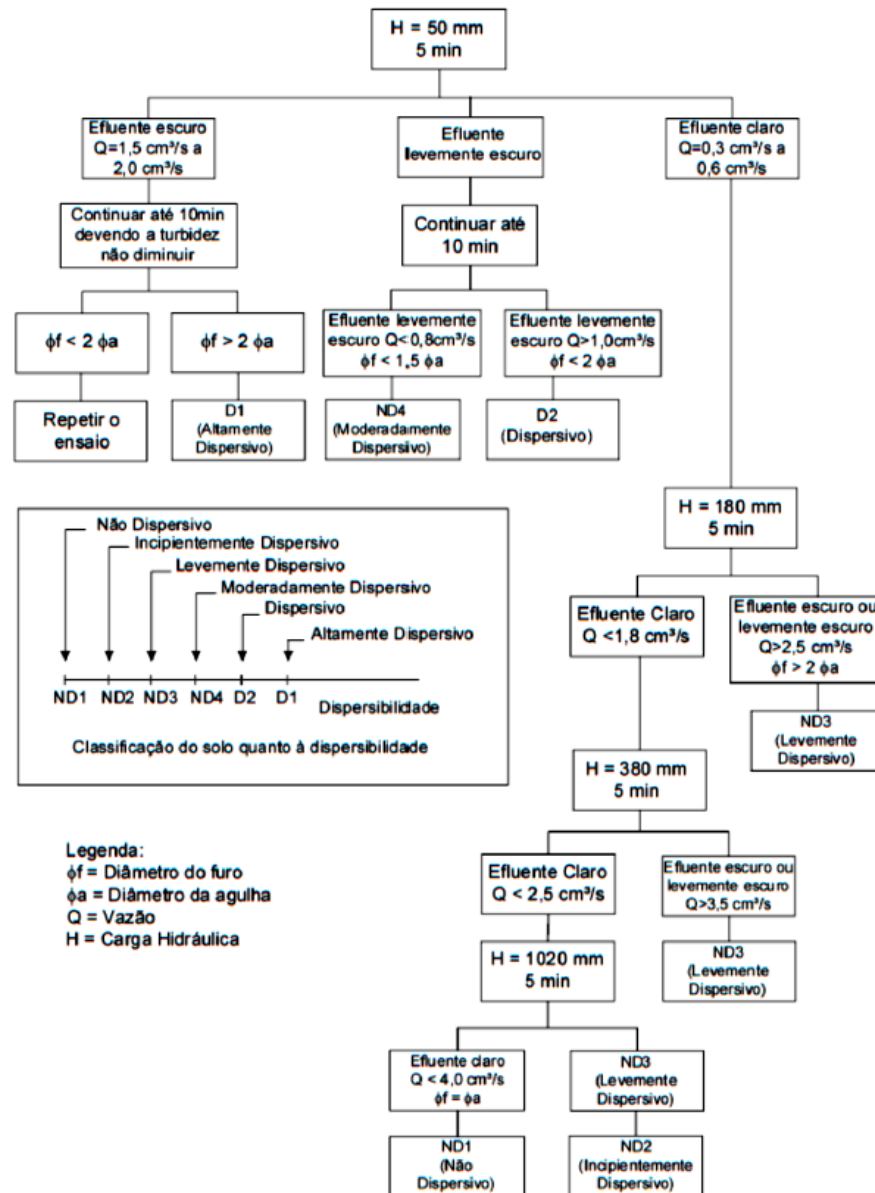 H = 50 mm
5 min
Efluente escuro
Q=1,5 cm³/s a
2,0 cm³/s
Efluente
levemente escuro
Efluente claro
Q=0,3 cm³/s a
0,6 cm³/s
Continuar até 10min
devendo a turbidez
não diminuir
Continuar até
10 min
ϕf < 2 ϕa
ϕf > 2 ϕa
Efluente levemente
escuro Q<0,8cm³/s
ϕf < 1,5 ϕa
Efluente levemente
escuro Q>1,0cm³/s
ϕf < 2 ϕa
Repetir o
ensaio
D1
(Altamente
Dispersivo)
ND4
(Moderadamente
Dispersivo)
D2
(Dispersivo)
H = 180 mm
5 min
Efluente Claro
Q <1,8 cm³/s
Efluente escuro ou
levemente escuro
Q>2,5 cm³/s
ϕf > 2 ϕa
ND3
(Levemente
Dispersivo)
Não Dispersivo
Incipientemente Dispersivo
Levemente Dispersivo
Moderadamente Dispersivo
Dispersivo
Altamente Dispersivo
ND1 ND2 ND3 ND4 D2 D1
Dispersibilidade
Classificação do solo quanto à dispersibilidade
H = 380 mm
5 min
Legenda:
ϕf = Diâmetro do furo
ϕa = Diâmetro da agulha
Q = Vazão
H = Carga Hidráulica
Efluente Claro
Q < 2,5 cm³/s
Efluente escuro ou
levemente escuro
Q>3,5 cm³/s
H = 1020 mm
5 min
ND3
(Levemente
Dispersivo)
Efluente claro
Q < 4,0 cm³/s
ϕf = ϕa
ND3
(Levemente
Dispersivo)
ND1
(Não
Dispersivo)
ND2
(Incipientemente
Dispersivo)